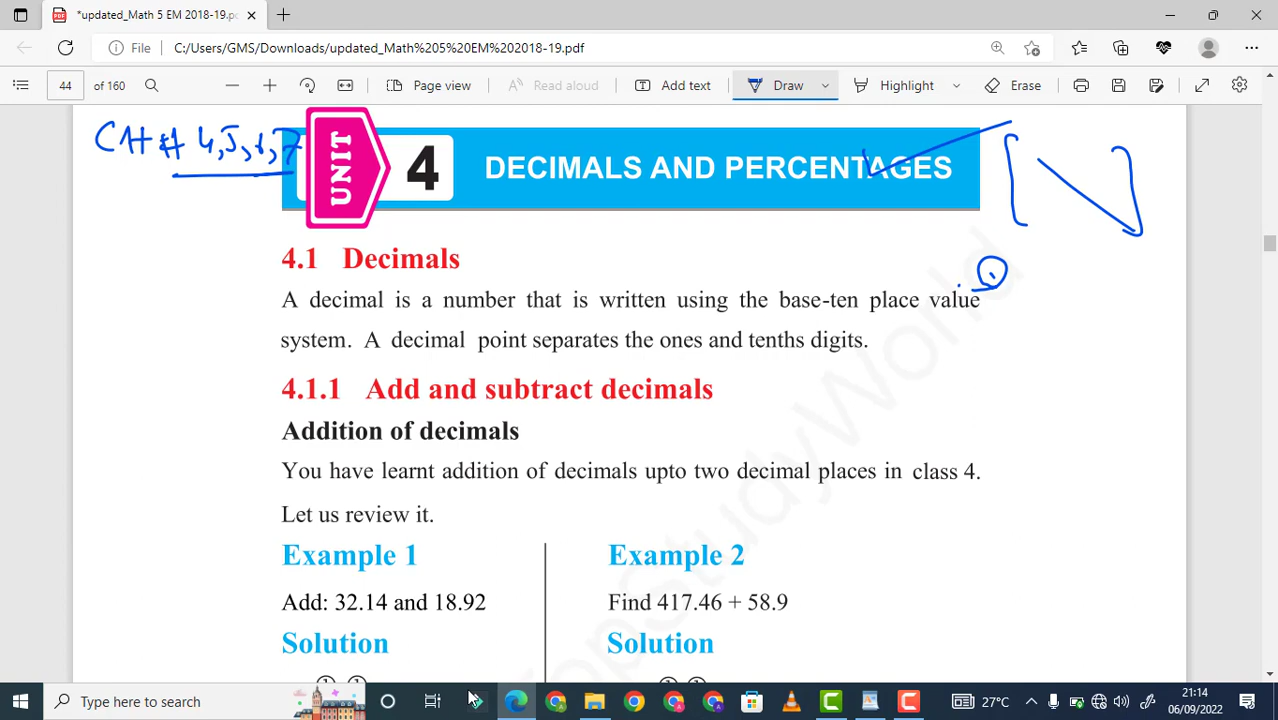 *updated_Math 5 EM 2018-19.pd
File C:/Users/GMS/Downloads/updated_Math%205%20EM%202018-19.pdf
44 of 160 Page view Read aloud Add text Draw Highlight Erase
CH # 4,5,6,7
UNIT 4 DECIMALS AND PERCENTAGES
4.1 Decimals
A decimal is a number that is written using the base-ten place value
system. A decimal point separates the ones and tenths digits.
4.1.1 Add and subtract decimals
Addition of decimals
You have learnt addition of decimals upto two decimal places in class 4.
Let us review it.
Example 1
Add: 32.14 and 18.92
Solution
Example 2
Find 417.46 + 58.9
Solution
TopStudyWorld
Type here to search
27°C
21:14
06/09/2022